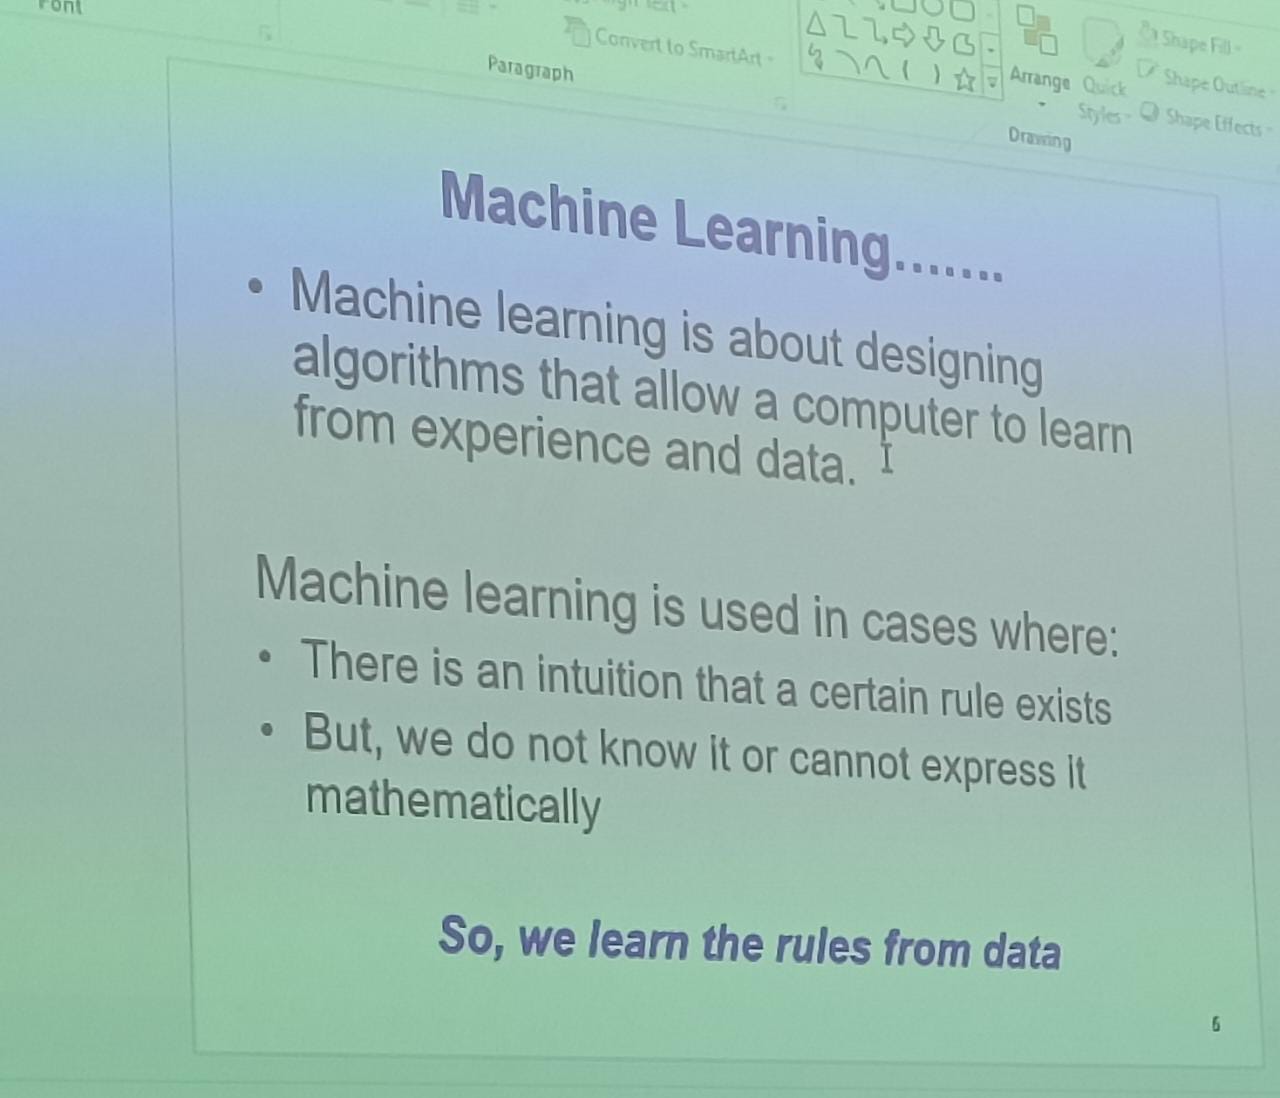 Font
Convert to SmartArt
Paragraph
Arrange
Quick
Styles
Shape Fill
Shape Outline
Shape Effects
Drawing
Machine Learning.......
• Machine learning is about designing
algorithms that allow a computer to learn
from experience and data.
Machine learning is used in cases where:
• There is an intuition that a certain rule exists
• But, we do not know it or cannot express it
mathematically
So, we learn the rules from data
6